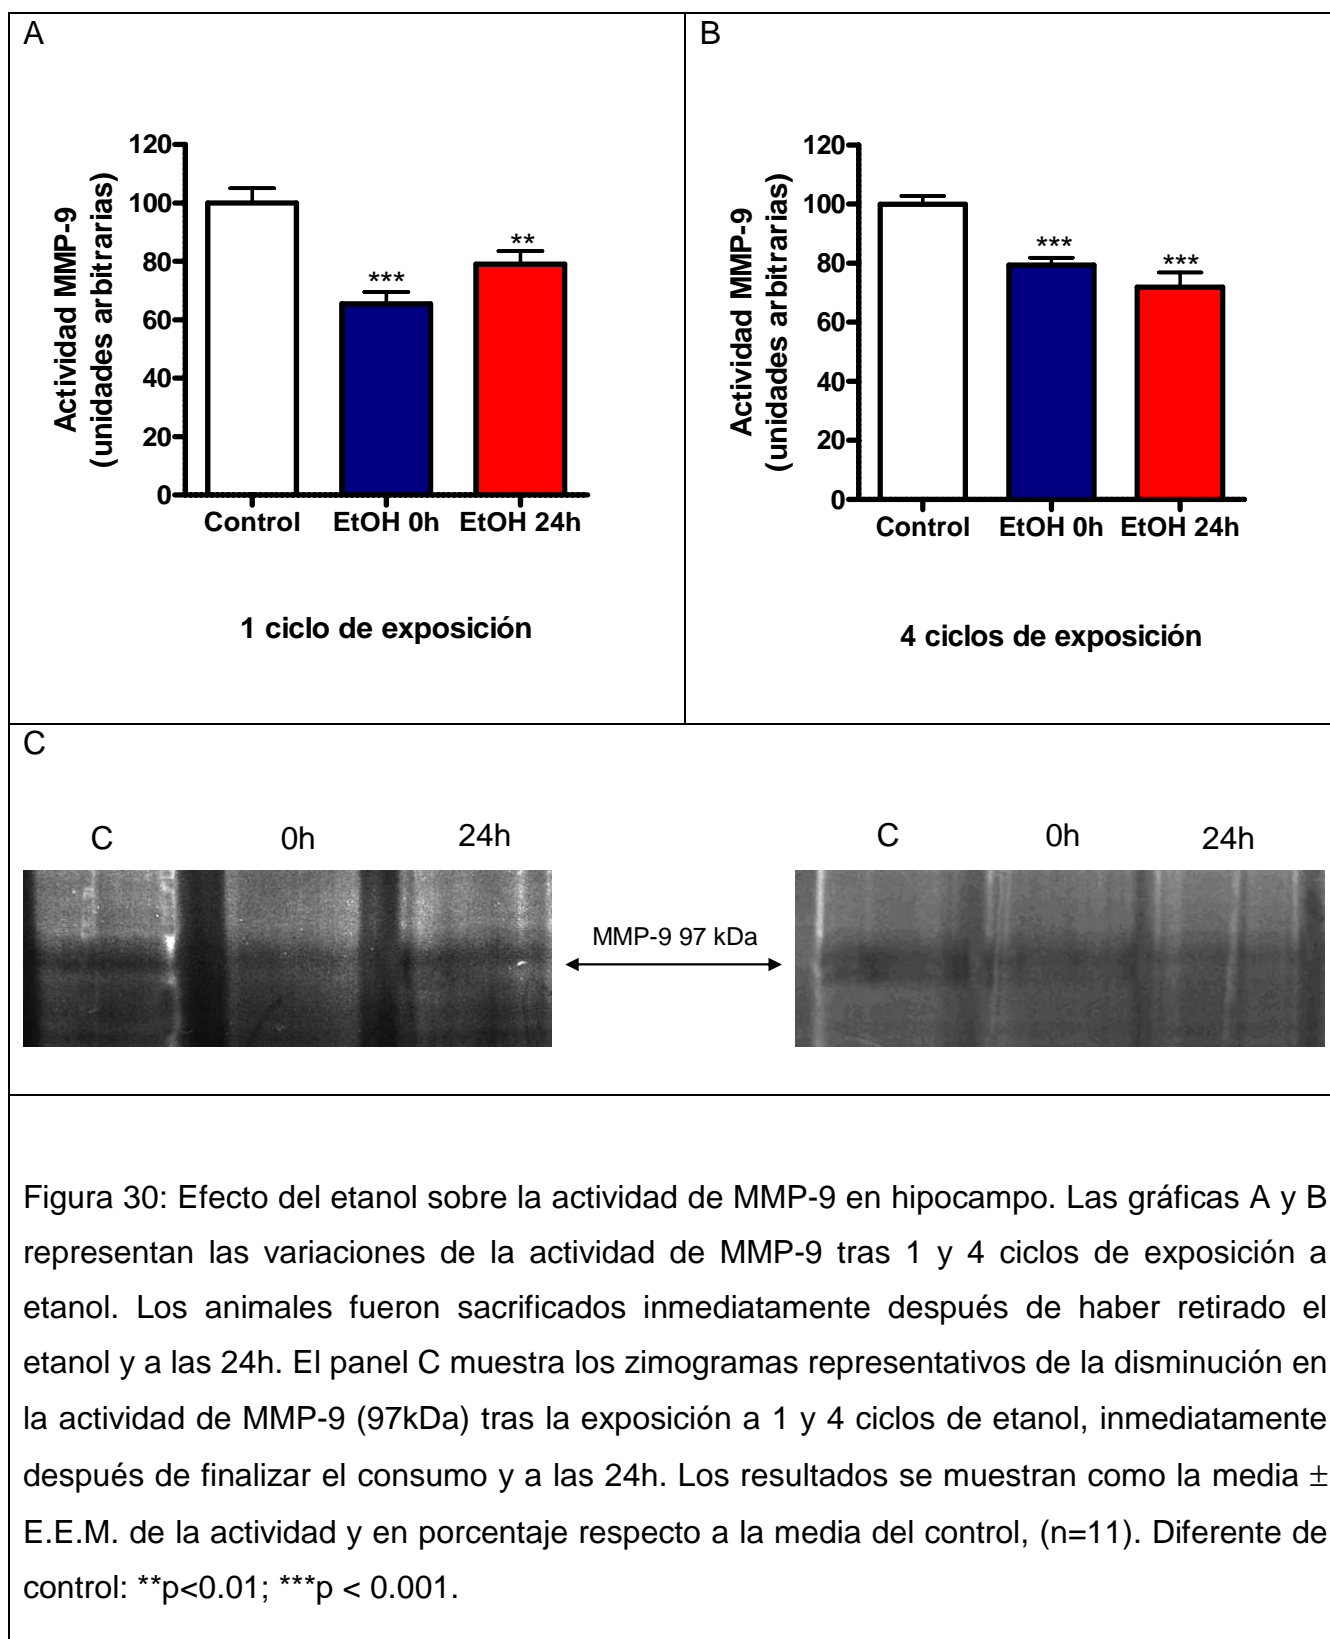 A
120
100
80
60
40
20
0
Actividad MMP-9
(unidades arbitrarias)
***
**
Control EtOH 0h EtOH 24h
1 ciclo de exposición
B
120
100
80
60
40
20
0
Actividad MMP-9
(unidades arbitrarias)
***
***
Control EtOH 0h EtOH 24h
4 ciclos de exposición
C
C 0h 24h
MMP-9 97 kDa
C 0h 24h
Figura 30: Efecto del etanol sobre la actividad de MMP-9 en hipocampo. Las gráficas A y B
representan las variaciones de la actividad de MMP-9 tras 1 y 4 ciclos de exposición a
etanol. Los animales fueron sacrificados inmediatamente después de haber retirado el
etanol y a las 24h. El panel C muestra los zimogramas representativos de la disminución en
la actividad de MMP-9 (97kDa) tras la exposición a 1 y 4 ciclos de etanol, inmediatamente
después de finalizar el consumo y a las 24h. Los resultados se muestran como la media ±
E.E.M. de la actividad y en porcentaje respecto a la media del control, (n=11). Diferente de
control: **p<0.01; ***p < 0.001.